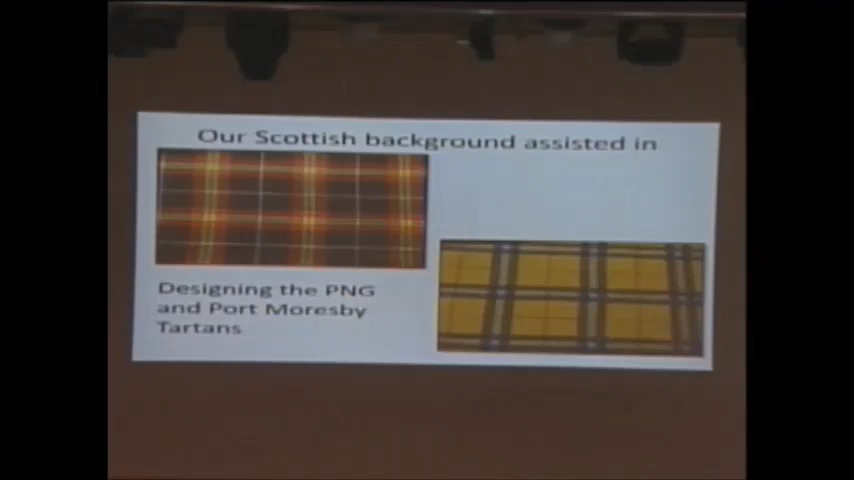 Our Scottish background assisted in
Designing the PNG
and Port Moresby
Tartans